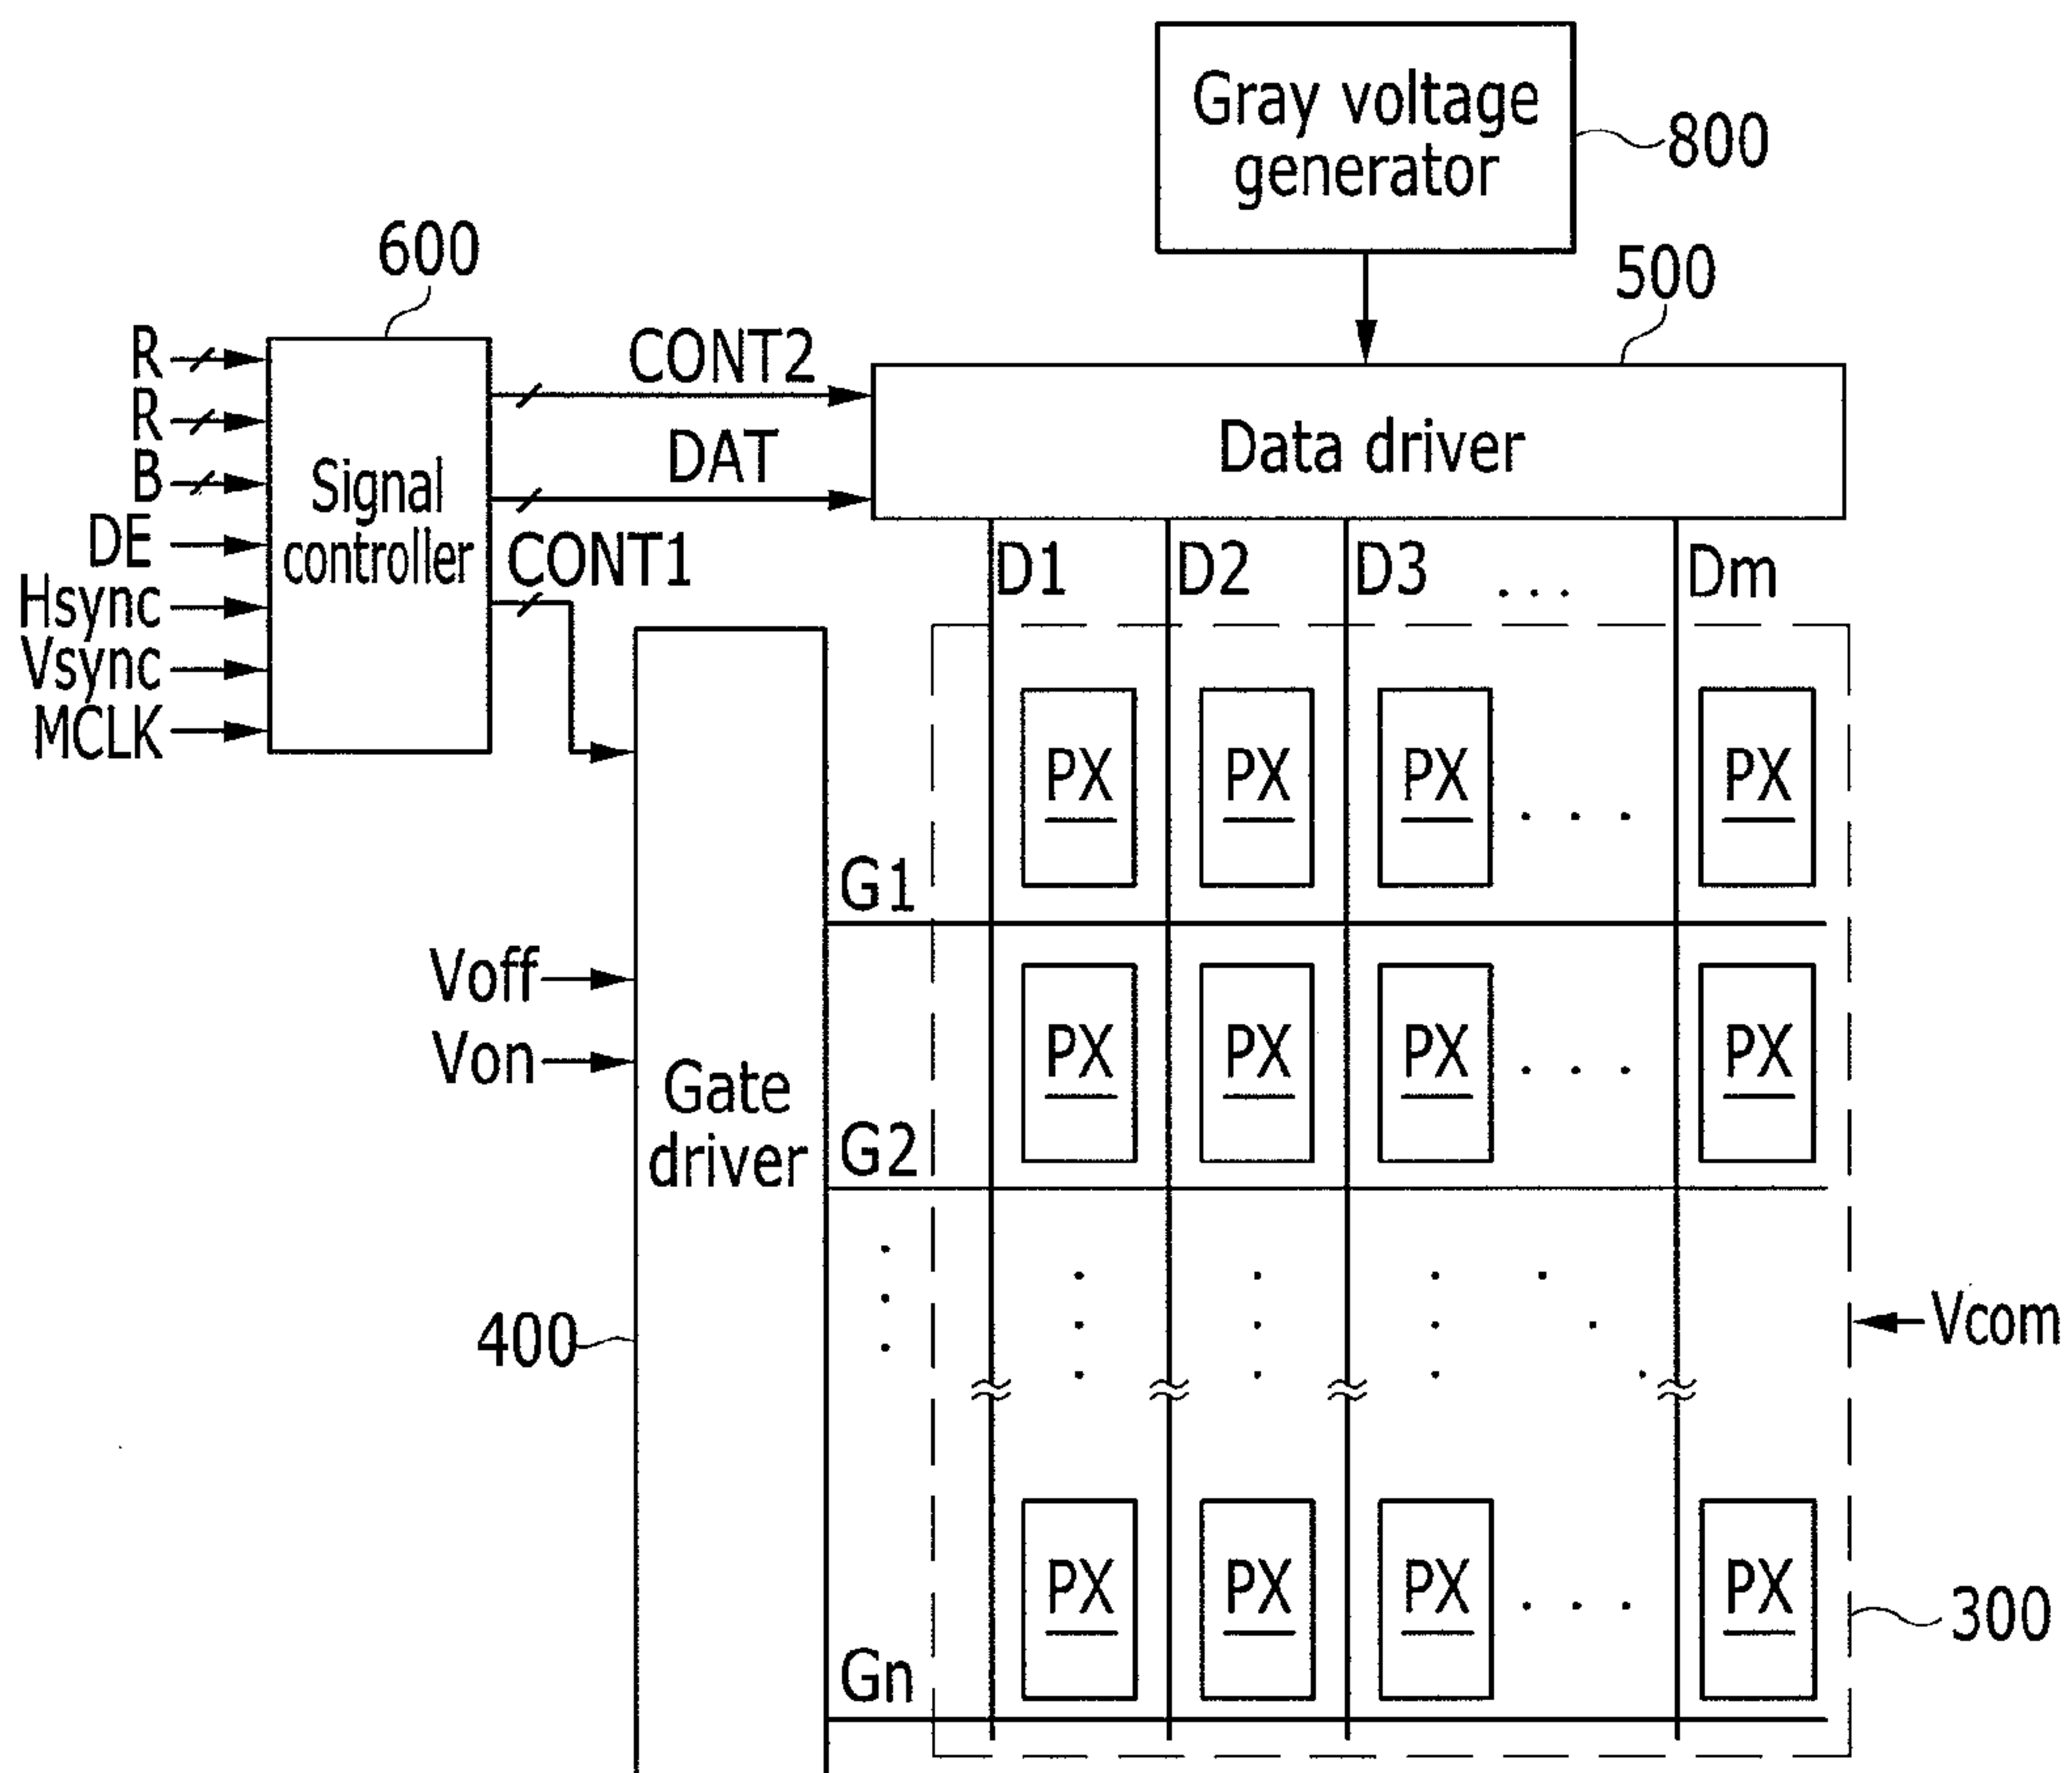 Gray voltage
generator
800
600
500
R
R
B
DE
Hsync
Vsync
MCLK
Signal
controller
CONT2
DAT
CONT1
Data driver
D1 D2 D3 . . . Dm
PX PX PX . . . PX
G1
Voff
Von
PX PX PX . . . PX
Gate
driver
G2
400
Vcom
PX PX PX . . . PX
300
Gn